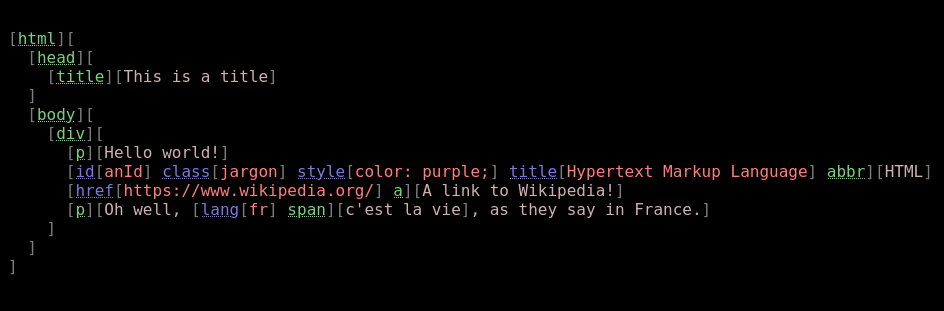 [html][
[head][
[title][This is a title]
]
[body][
[div][
[p][Hello world!]
[id[anId] class[jargon] style[color: purple;] title[Hypertext Markup Language] abbr][HTML]
[href[https://www.wikipedia.org/] a][A link to Wikipedia!]
[p][Oh well, [lang[fr] span][c'est la vie], as they say in France.]
]
]
]